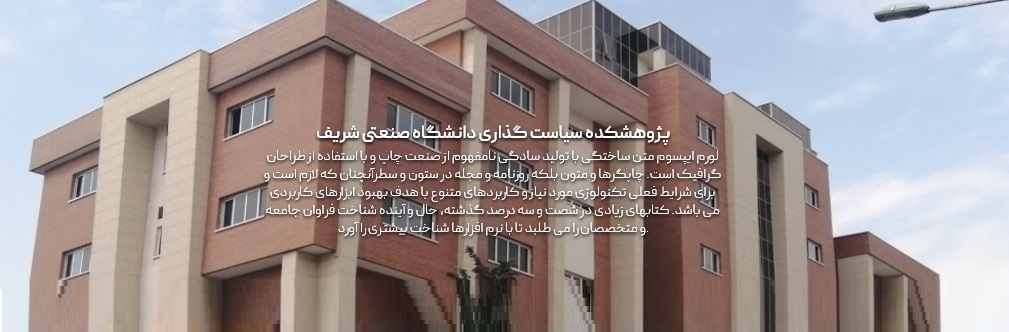 پژوهشکده سیاست گذاری دانشگاه صنعتی شریف
لورم ایپسوم متن ساختگی با تولید سادگی نامفهوم از صنعت چاپ و با استفاده از طراحان
گرافیک است. چاپگرها و متون بلکه روزنامه و مجله در ستون و سطرآنچنان که لازم است و
برای شرایط فعلی تکنولوژی مورد نیاز و کاربردهای متنوع با هدف بهبود ابزارهای کاربردی
می باشد. کتابهای زیادی در شصت و سه درصد گذشته، حال و آینده شناخت فراوان جامعه
و متخصصان را می طلبد تا با نرم افزارها شناخت بیشتری را آورد.